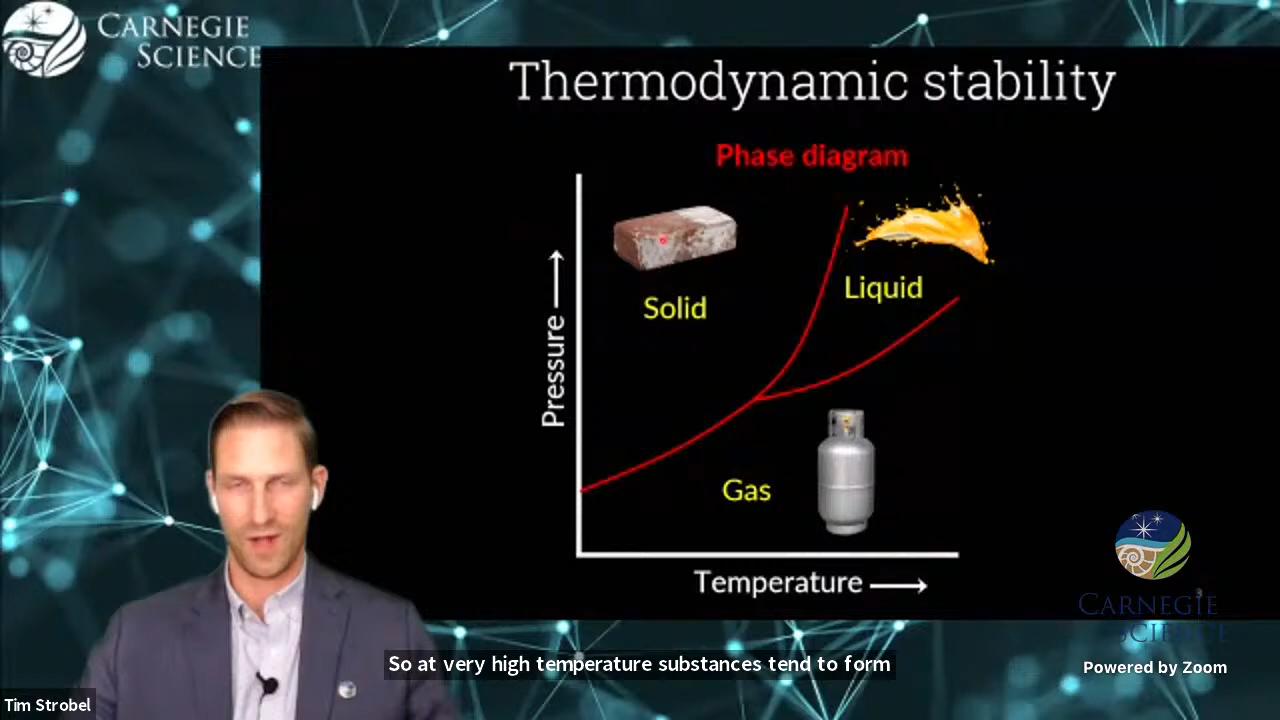 CARNEGIE
SCIENCE
Thermodynamic stability
Phase diagram
Solid
Liquid
Pressure
Gas
Temperature
3
CARNEGIE
SCIENCE
So at very high temperature substances tend to form
Powered by Zoom
Tim Strobel